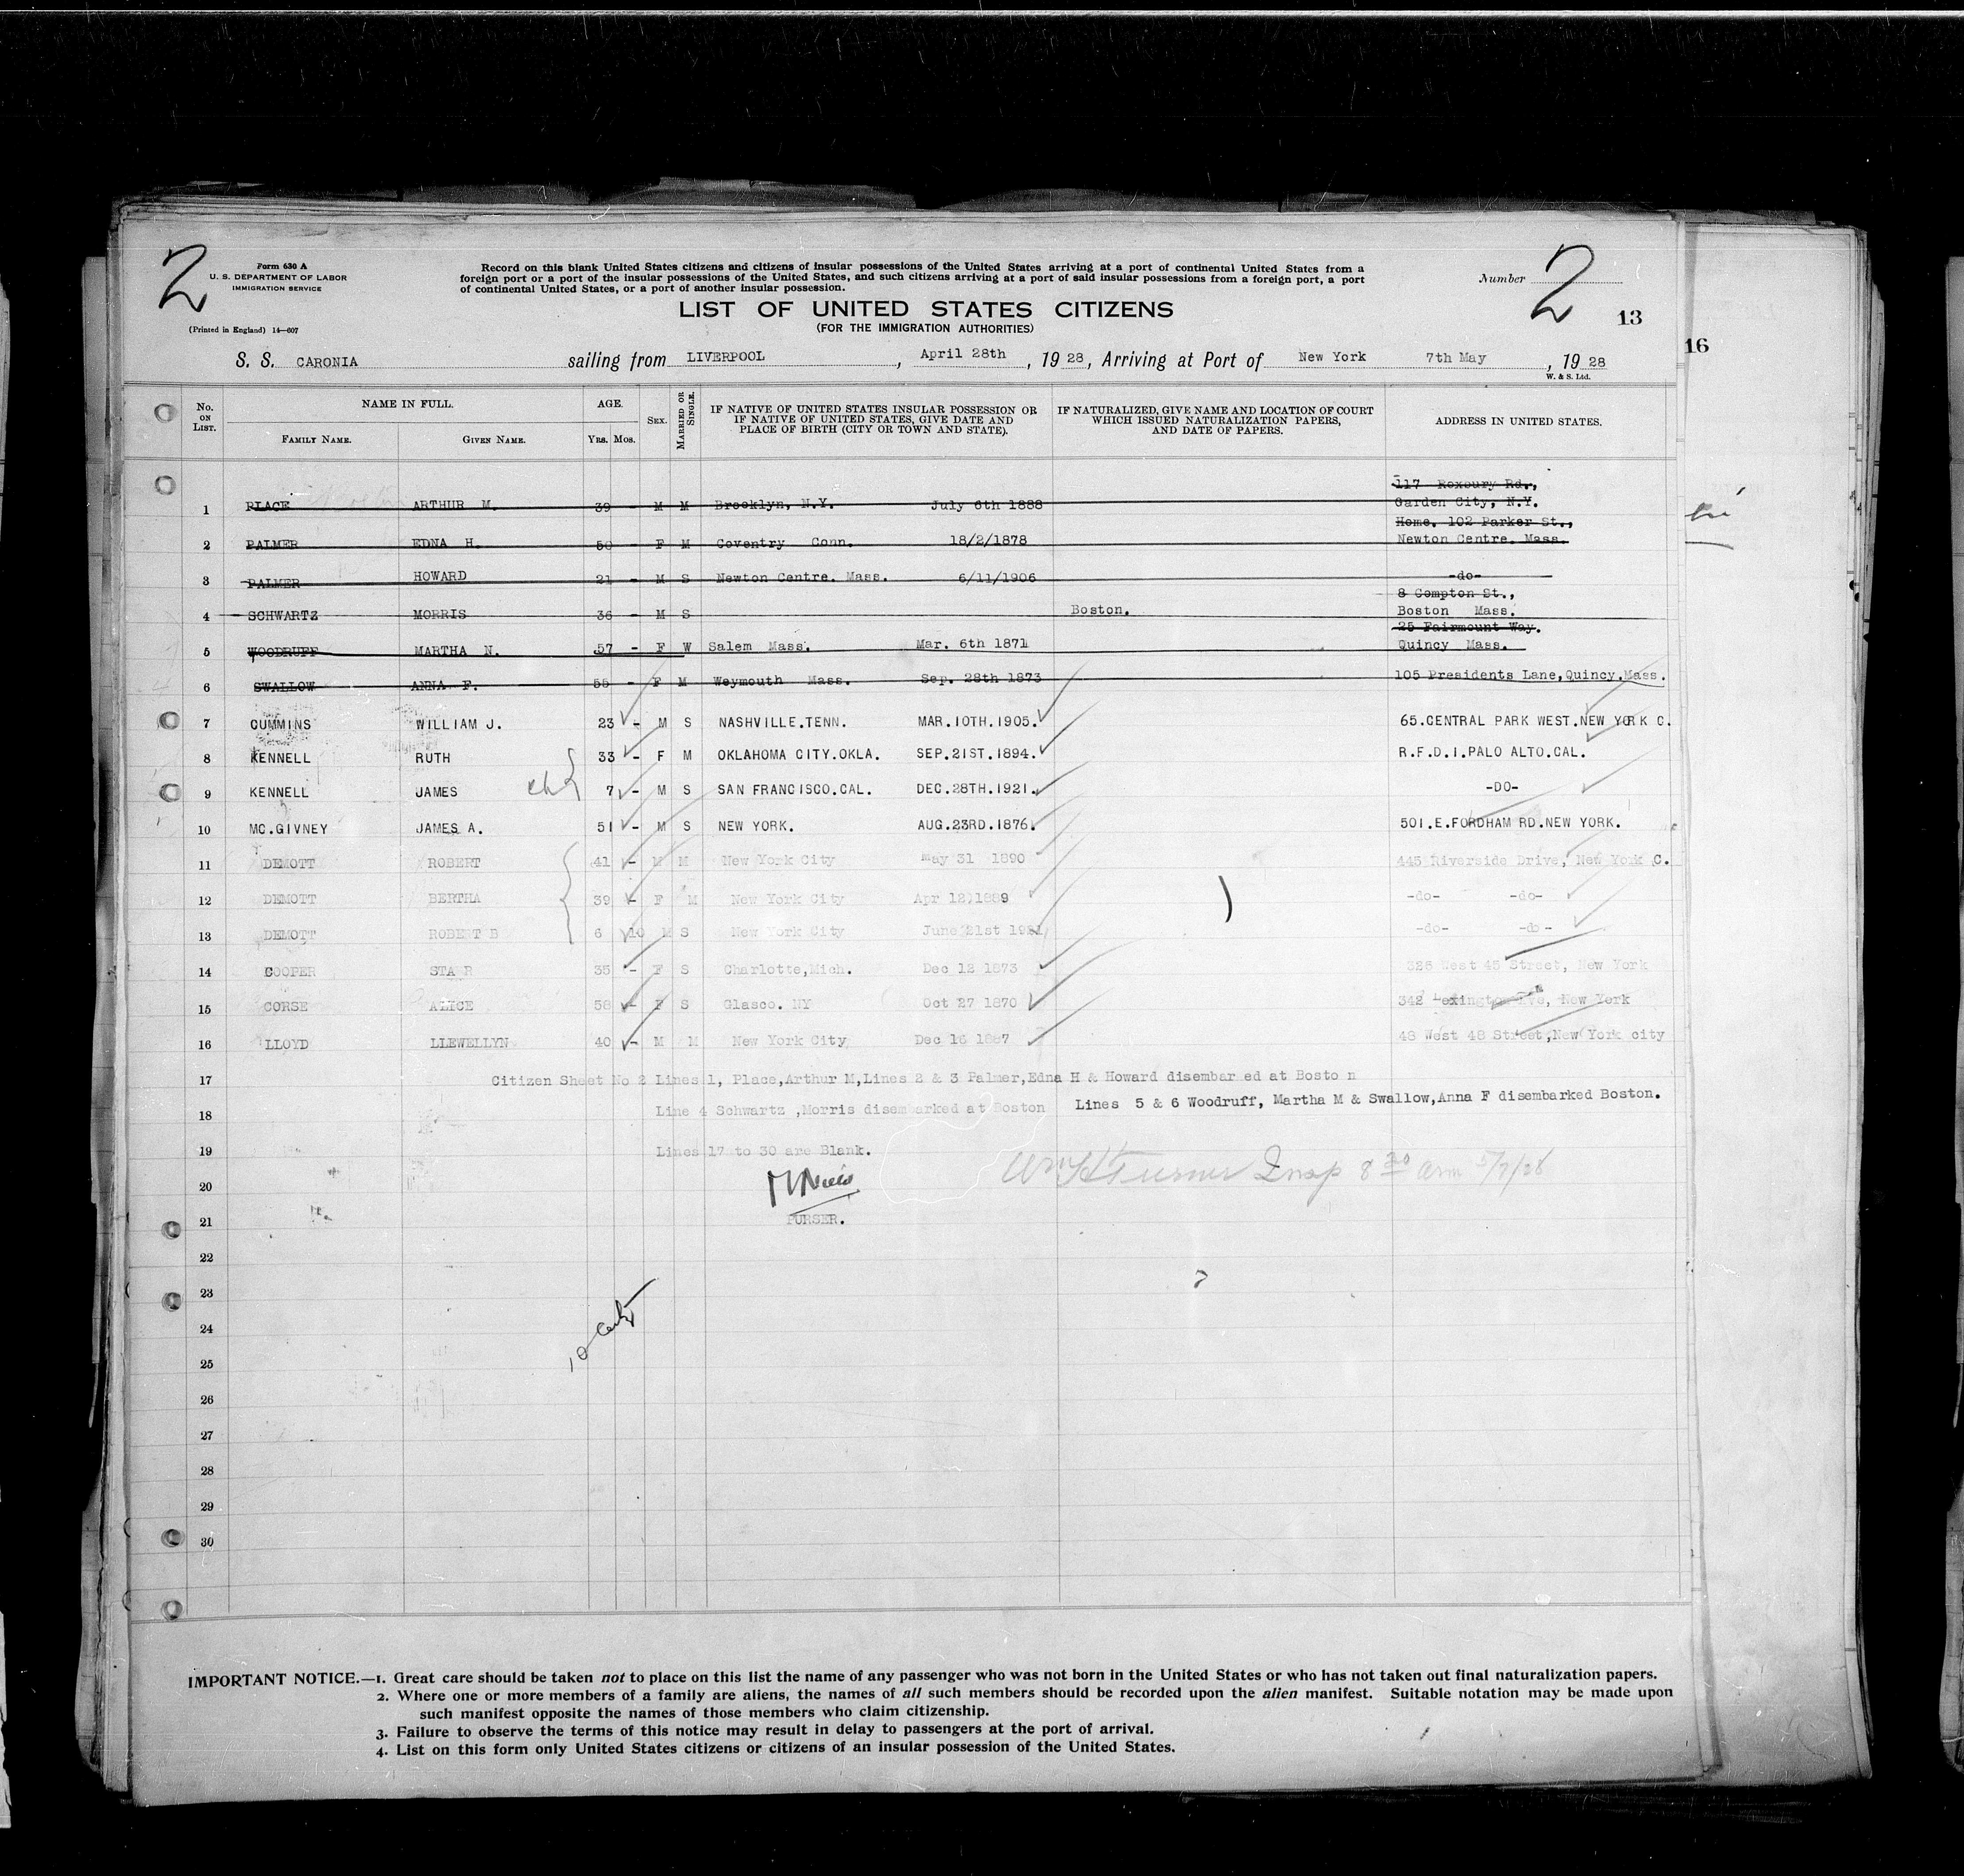 2
Form 630 A
U. S. DEPARTMENT OF LABOR
IMMIGRATION SERVICE
(Printed in England) 14—607
Record on this blank United States citizens and citizens of insular possessions of the United States arriving at a port of continental United States from a
foreign port or a port of the insular possessions of the United States, and such citizens arriving at a port of said insular possessions from a foreign port, a port
of continental United States, or a port of another insular possession.
Number 2
LIST OF UNITED STATES CITIZENS
(FOR THE IMMIGRATION AUTHORITIES)
13
16
S. S. CARONIA sailing from LIVERPOOL, April 28th, 1928, Arriving at Port of New York 7th May, 1928
W. & S. Ltd.
No. ON LIST. NAME IN FULL. FAMILY NAME. GIVEN NAME. AGE. YRS. MOS. SEX. MARRIED OR SINGLE. IF NATIVE OF UNITED STATES INSULAR POSSESSION OR IF NATIVE OF UNITED STATES, GIVE DATE AND PLACE OF BIRTH (CITY OR TOWN AND STATE). IF NATURALIZED, GIVE NAME AND LOCATION OF COURT WHICH ISSUED NATURALIZATION PAPERS, AND DATE OF PAPERS. ADDRESS IN UNITED STATES.
1 PLACE ARTHUR M. 39 - M M Brooklyn, N.Y. July 6th 1888 117 Roxbury Rd., Garden City, N.Y.
2 PALMER EDNA H. 50 - F M Coventry Conn. 18/2/1878 Home. 102 Parker St., Newton Centre. Mass.
3 PALMER HOWARD 21 - M S Newton Centre. Mass. 6/11/1906 -do-
4 SCHWARTZ MORRIS 36 - M S Boston. 8 Compton St., Boston Mass.
5 WOODRUFF MARTHA N. 57 - F W Salem Mass. Mar. 6th 1871 25 Fairmount Way. Quincy Mass.
6 SWALLOW ANNA F. 55 - F M Weymouth Mass. Sep. 28th 1873 105 Presidents Lane,Quincy.Mass.
7 CUMMINS WILLIAM J. 23 - M S NASHVILLE.TENN. MAR.10TH.1905. 65.CENTRAL PARK WEST.NEW YORK C.
8 KENNELL RUTH 33 - F M OKLAHOMA CITY.OKLA. SEP.21ST.1894. R.F.D.1.PALO ALTO.CAL.
9 KENNELL JAMES 7 - M S SAN FRANCISCO.CAL. DEC.28TH.1921. -DO-
10 MC.GIVNEY JAMES A. 51 - M S NEW YORK. AUG.23RD.1876. 501.E.FORDHAM RD.NEW YORK.
11 DEMOTT ROBERT 41 - M M New York City May 31 1890 445 Riverside Drive, New York C.
12 DEMOTT BERTHA 39 - F M New York City Apr 12,1889 -do- -do-
13 DEMOTT ROBERT B 6 10 M S New York City June 21st 1921 -do- -do-
14 COOPER STA R 35 - F S Charlotte,Mich. Dec 12 1873 325 West 45 Street, New York
15 CORSE ALICE 58 - F S Glasco. NY Oct 27 1870 342 Lexington Ave, New York
16 LLOYD LLEWELLYN 40 - M M New York City Dec 16 1887 48 West 48 Street,New York city
17 Citizen Sheet No 2 Lines 1, Place,Arthur M,Lines 2 & 3 Palmer,Edna H & Howard disembar ed at Bosto n
18 Line 4 Schwartz ,Morris disembarked at Boston Lines 5 & 6 Woodruff, Martha M & Swallow,Anna F disembarked Boston.
19 Lines 17 to 30 are Blank.
Wm H Turner Insp 8 30 am 5/7/28
20
21 PURSER.
22
23
24
25
26
27
28
29
30
IMPORTANT NOTICE.—1. Great care should be taken not to place on this list the name of any passenger who was not born in the United States or who has not taken out final naturalization papers.
2. Where one or more members of a family are aliens, the names of all such members should be recorded upon the alien manifest. Suitable notation may be made upon
such manifest opposite the names of those members who claim citizenship.
3. Failure to observe the terms of this notice may result in delay to passengers at the port of arrival.
4. List on this form only United States citizens or citizens of an insular possession of the United States.